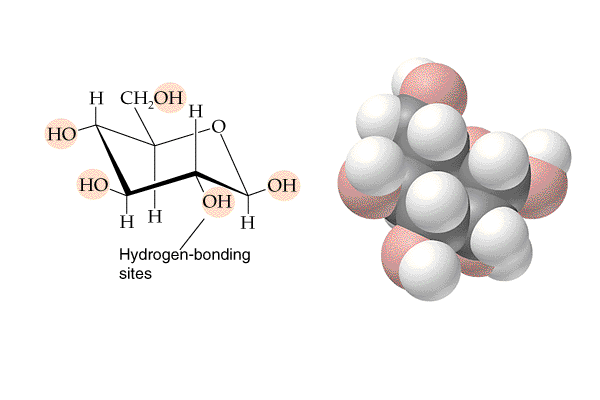 H CH₂OH
H
HO
O
HO
OH
OH
H H
H
Hydrogen-bonding
sites